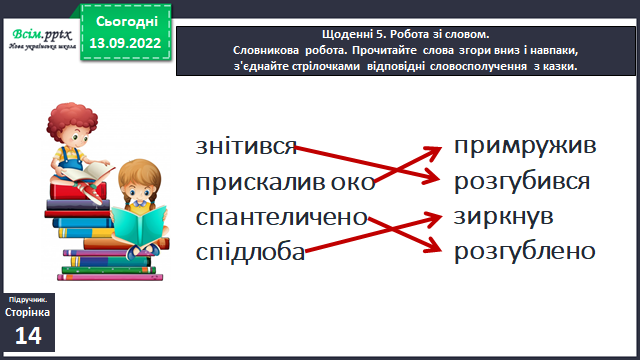 Всім.pptx
Нова українська школа
Сьогодні
13.09.2022
Щоденні 5. Робота зі словом.
Словникова робота. Прочитайте слова згори вниз і навпаки,
з'єднайте стрілочками відповідні словосполучення з казки.
знітився
прискалив око
спантеличено
спідлоба
примружив
розгубився
зиркнув
розгублено
Підручник.
Сторінка
14